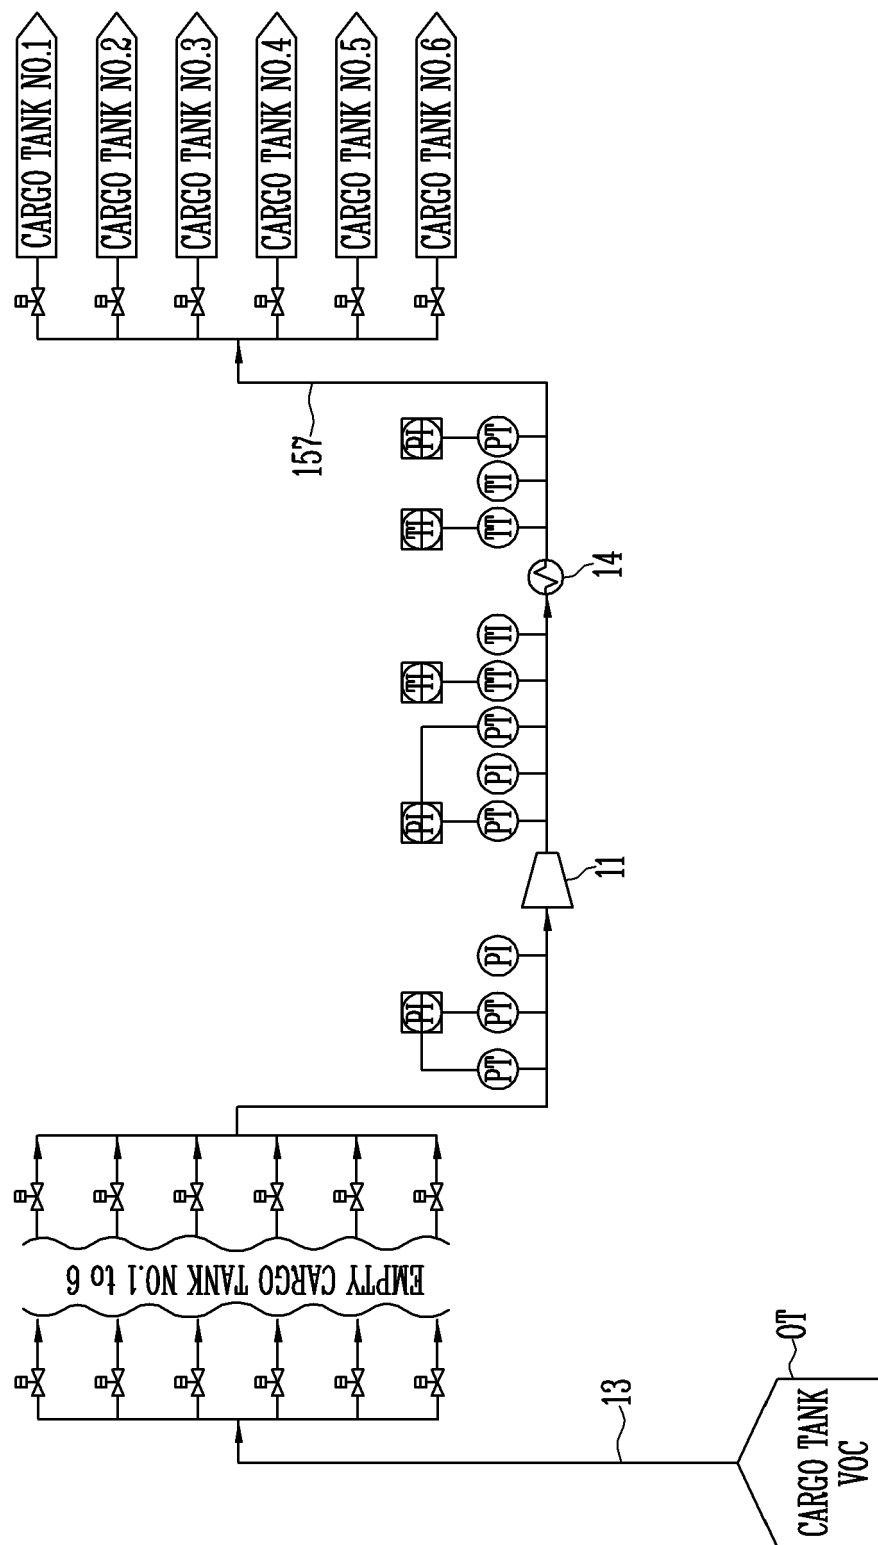 CARGO TANK NO.1
CARGO TANK NO.2
CARGO TANK NO.3
CARGO TANK NO.4
CARGO TANK NO.5
CARGO TANK NO.6
157
PI
PT
TI
TI
TT
14
TI
TI
TT
PT
PI
PI
PT
11
PI
PI
PT
PT
EMPTY CARGO TANK NO.1 to 6
13
OT
CARGO TANK
VOC